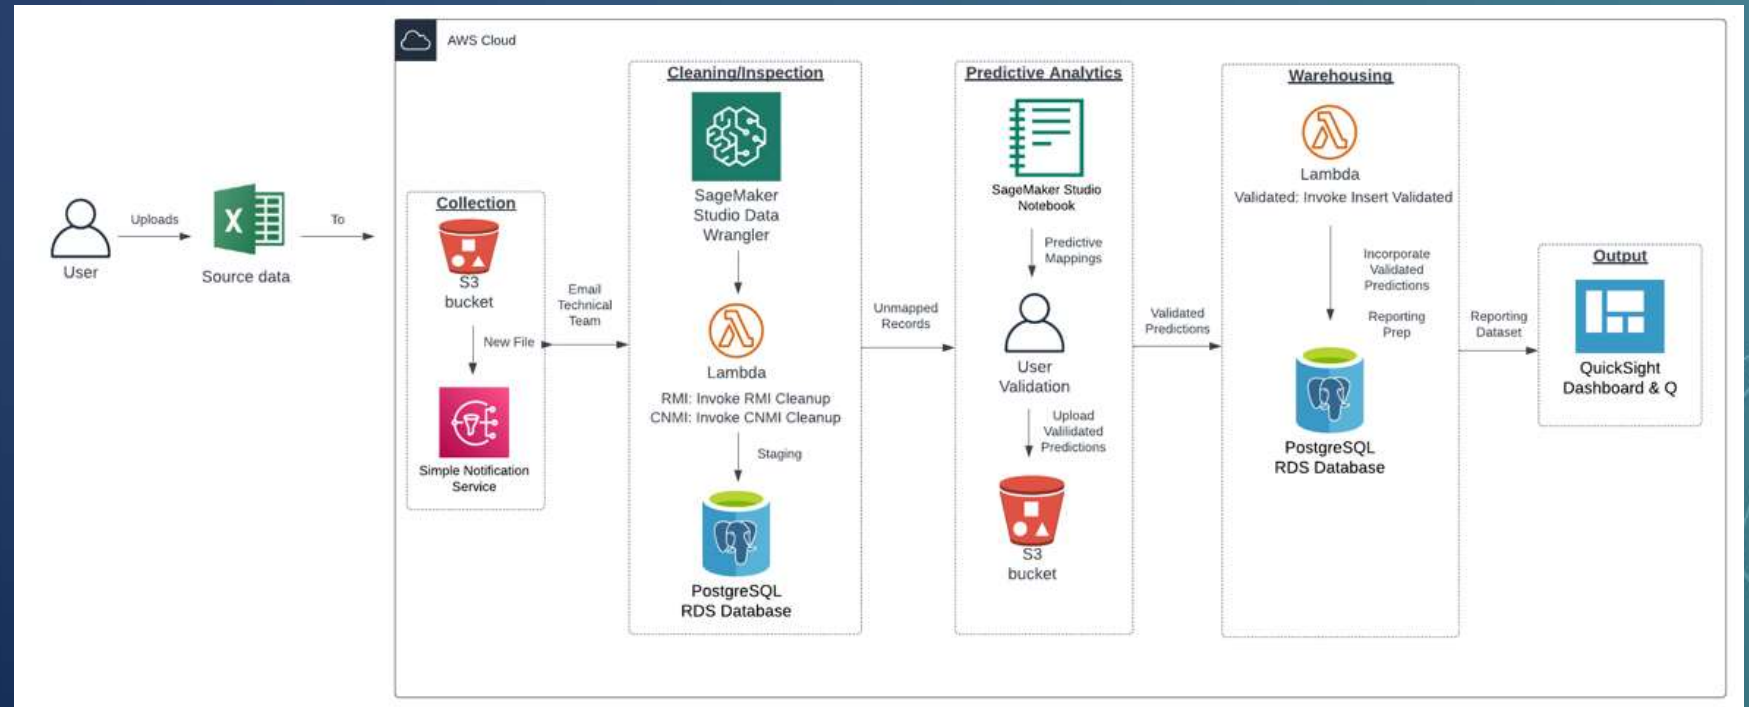 AWS Cloud
User
Uploads
X
Source data
To
Collection
S3
bucket
New File
Simple Notification
Service
Email
Technical
Team
Cleaning/Inspection
SageMaker
Studio Data
Wrangler
Lambda
RMI: Invoke RMI Cleanup
CNMI: Invoke CNMI Cleanup
Staging
PostgreSQL
RDS Database
Unmapped
Records
Predictive Analytics
SageMaker Studio
Notebook
Predictive
Mappings
User
Validation
Upload
Valilidated
Predictions
S3
bucket
Validated
Predictions
Warehousing
Lambda
Validated: Invoke Insert Validated
Incorporate
Validated
Predictions
Reporting
Prep
PostgreSQL
RDS Database
Reporting
Dataset
Output
QuickSight
Dashboard & Q